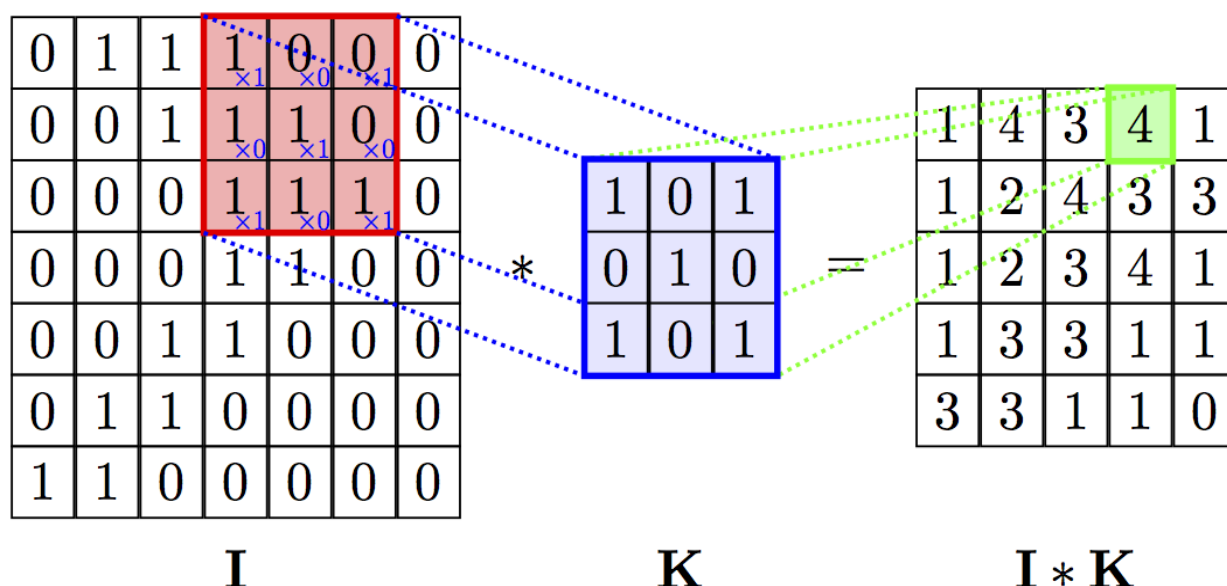 0 1 1 1×1 0×0 0×1 0
0 0 1 1×0 1×1 0×0 0
0 0 0 1×1 1×0 1×1 0
0 0 0 1 1 0 0
0 0 1 1 0 0 0
0 1 1 0 0 0 0
1 1 0 0 0 0 0
I
*
1 0 1
0 1 0
1 0 1
K
=
1 4 3 4 1
1 2 4 3 3
1 2 3 4 1
1 3 3 1 1
3 3 1 1 0
I * K